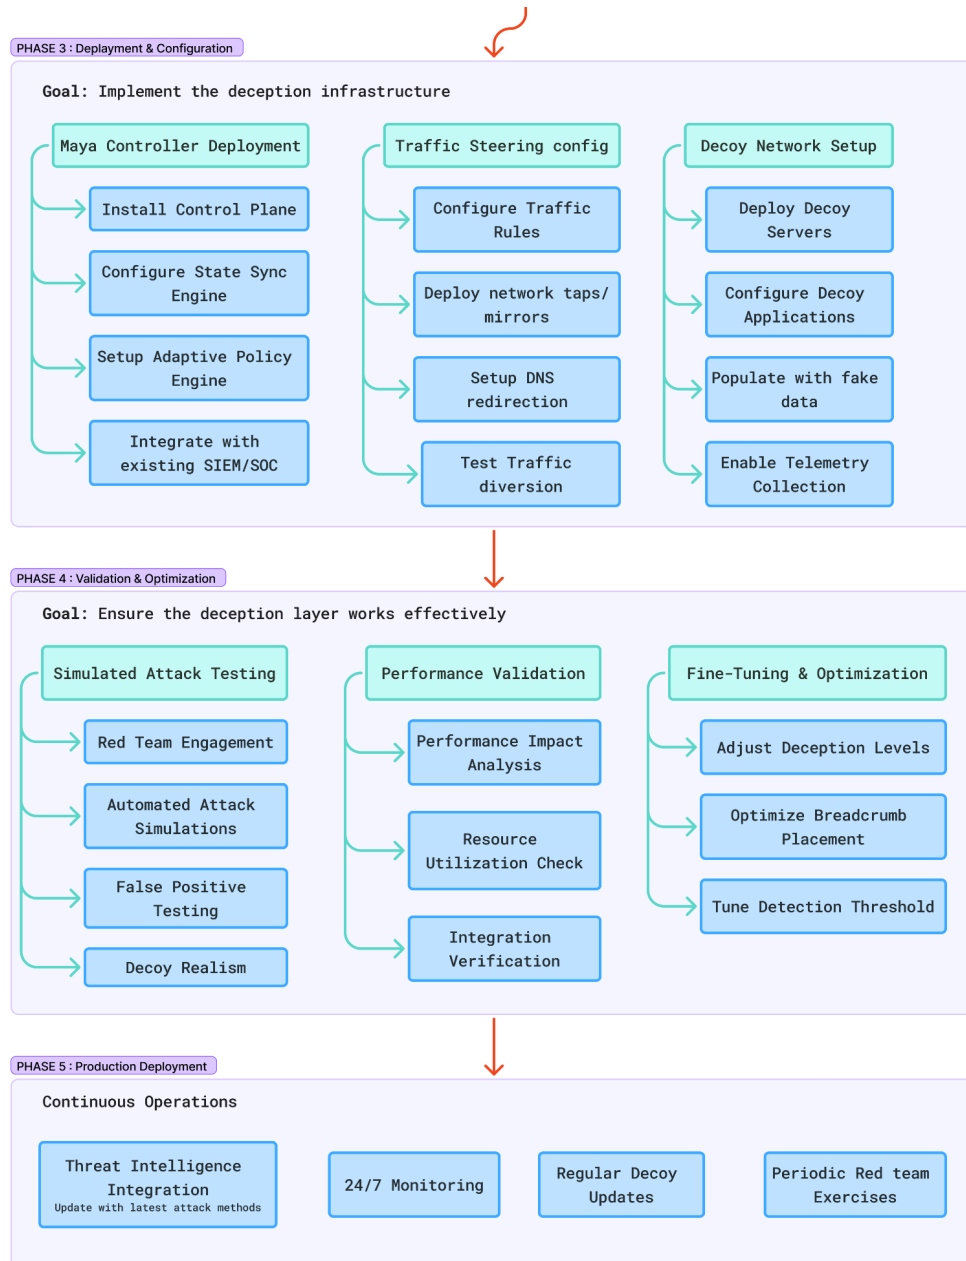 PHASE 3 : Deployment & Configuration
Goal: Implement the deception infrastructure
Maya Controller Deployment
Install Control Plane
Configure State Sync
Engine
Setup Adaptive Policy
Engine
Integrate with
existing SIEM/SOC
Traffic Steering config
Configure Traffic
Rules
Deploy network taps/
mirrors
Setup DNS
redirection
Test Traffic
diversion
Decoy Network Setup
Deploy Decoy
Servers
Configure Decoy
Applications
Populate with fake
data
Enable Telemetry
Collection
PHASE 4 : Validation & Optimization
Goal: Ensure the deception layer works effectively
Simulated Attack Testing
Red Team Engagement
Automated Attack
Simulations
False Positive
Testing
Decoy Realism
Performance Validation
Performance Impact
Analysis
Resource
Utilization Check
Integration
Verification
Fine-Tuning & Optimization
Adjust Deception Levels
Optimize Breadcrumb
Placement
Tune Detection Threshold
PHASE 5 : Production Deployment
Continuous Operations
Threat Intelligence
Integration
Update with latest attack methods
24/7 Monitoring
Regular Decoy
Updates
Periodic Red team
Exercises